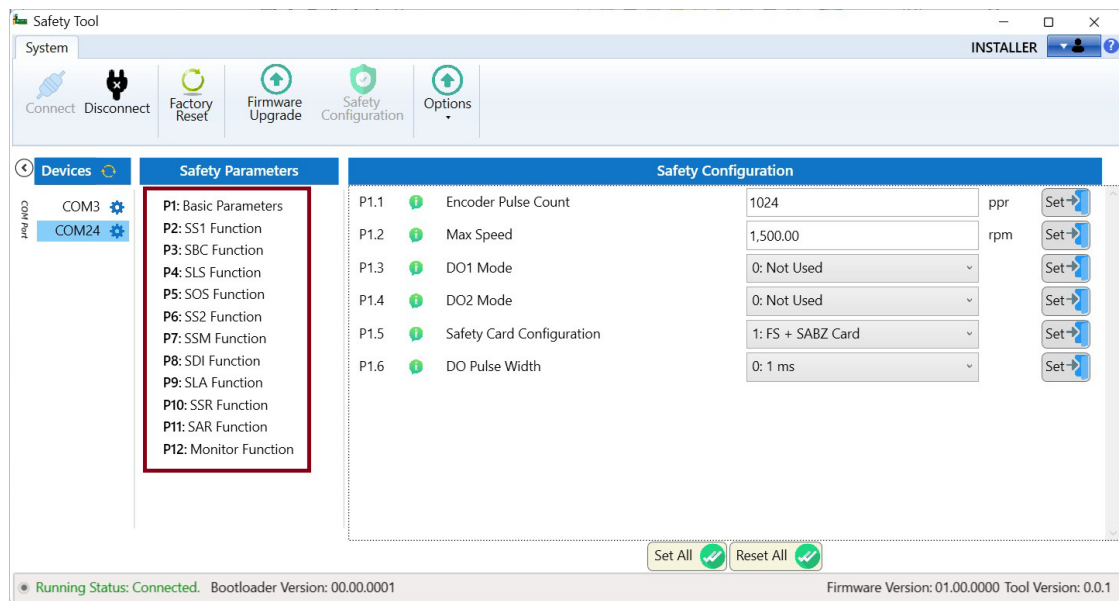 Safety Tool
System
INSTALLER
Connect
Disconnect
Factory
Reset
Firmware
Upgrade
Safety
Configuration
Options
Devices
Safety Parameters
Safety Configuration
COM Port
COM3
COM24
P1: Basic Parameters
P2: SS1 Function
P3: SBC Function
P4: SLS Function
P5: SOS Function
P6: SS2 Function
P7: SSM Function
P8: SDI Function
P9: SLA Function
P10: SSR Function
P11: SAR Function
P12: Monitor Function
P1.1 Encoder Pulse Count 1024 ppr Set
P1.2 Max Speed 1,500.00 rpm Set
P1.3 DO1 Mode 0: Not Used Set
P1.4 DO2 Mode 0: Not Used Set
P1.5 Safety Card Configuration 1: FS + SABZ Card Set
P1.6 DO Pulse Width 0: 1 ms Set
Set All Reset All
Running Status: Connected. Bootloader Version: 00.00.0001 Firmware Version: 01.00.0000 Tool Version: 0.0.1